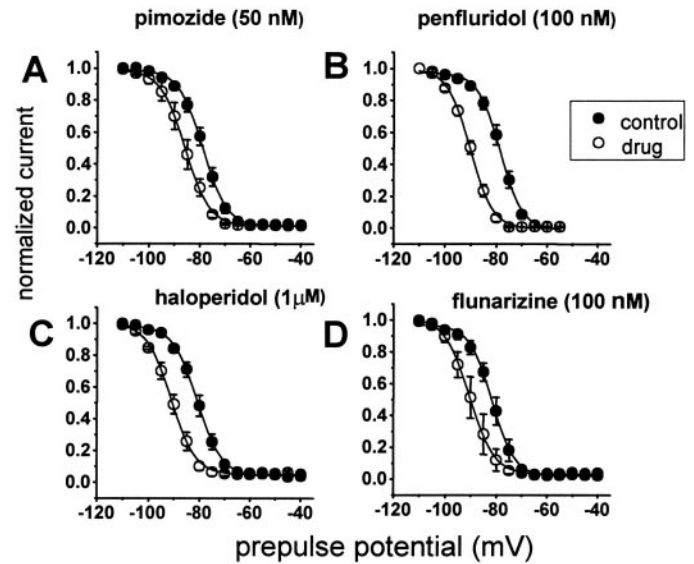 pimozide (50 nM)
penfluridol (100 nM)
A
B
1.0
0.8
0.6
0.4
0.2
0.0
-120 -100 -80 -60 -40
1.0
0.8
0.6
0.4
0.2
0.0
-120 -100 -80 -60 -40
control
drug
normalized current
haloperidol (1µM)
flunarizine (100 nM)
C
D
1.0
0.8
0.6
0.4
0.2
0.0
-120 -100 -80 -60 -40
1.0
0.8
0.6
0.4
0.2
0.0
-120 -100 -80 -60 -40
prepulse potential (mV)